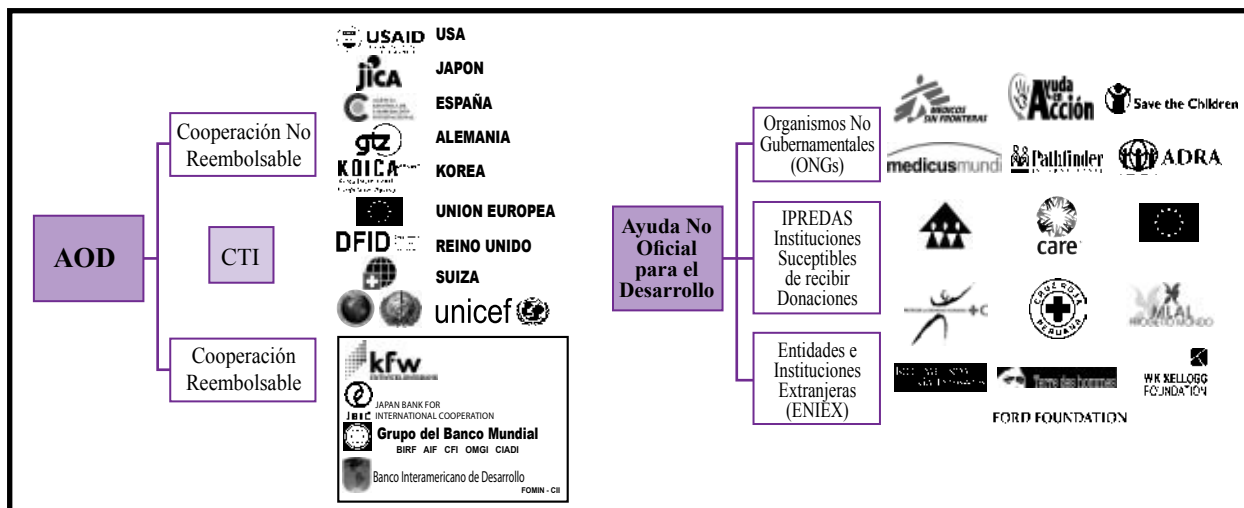 AOD
Cooperación No
Reembolsable
CTI
Cooperación
Reembolsable
USAID USA
jica JAPON
ESPAÑA
gtz ALEMANIA
KOICA KOREA
UNION EUROPEA
DFID REINO UNIDO
SUIZA
unicef
kfw
JAPAN BANK FOR
JBIC INTERNATIONAL COOPERATION
Grupo del Banco Mundial
BIRF AIF CFI OMGI CIADI
Banco Interamericano de Desarrollo
FOMIN - CII
Ayuda No
Oficial
para el
Desarrollo
Organismos No
Gubernamentales
(ONGs)
IPREDAS
Instituciones
Suceptibles
de recibir
Donaciones
Entidades e
Instituciones
Extranjeras
(ENIEX)
MEDICOS
SIN FRONTERAS
Ayuda
en
Acción
Save the Children
medicusmundi
Pathfinder
ADRA
care
+C
CRUZ ROJA
PERUANA
MLAL
PROGETTO MONDO
Terre des hommes
WK KELLOGG
FOUNDATION
FORD FOUNDATION